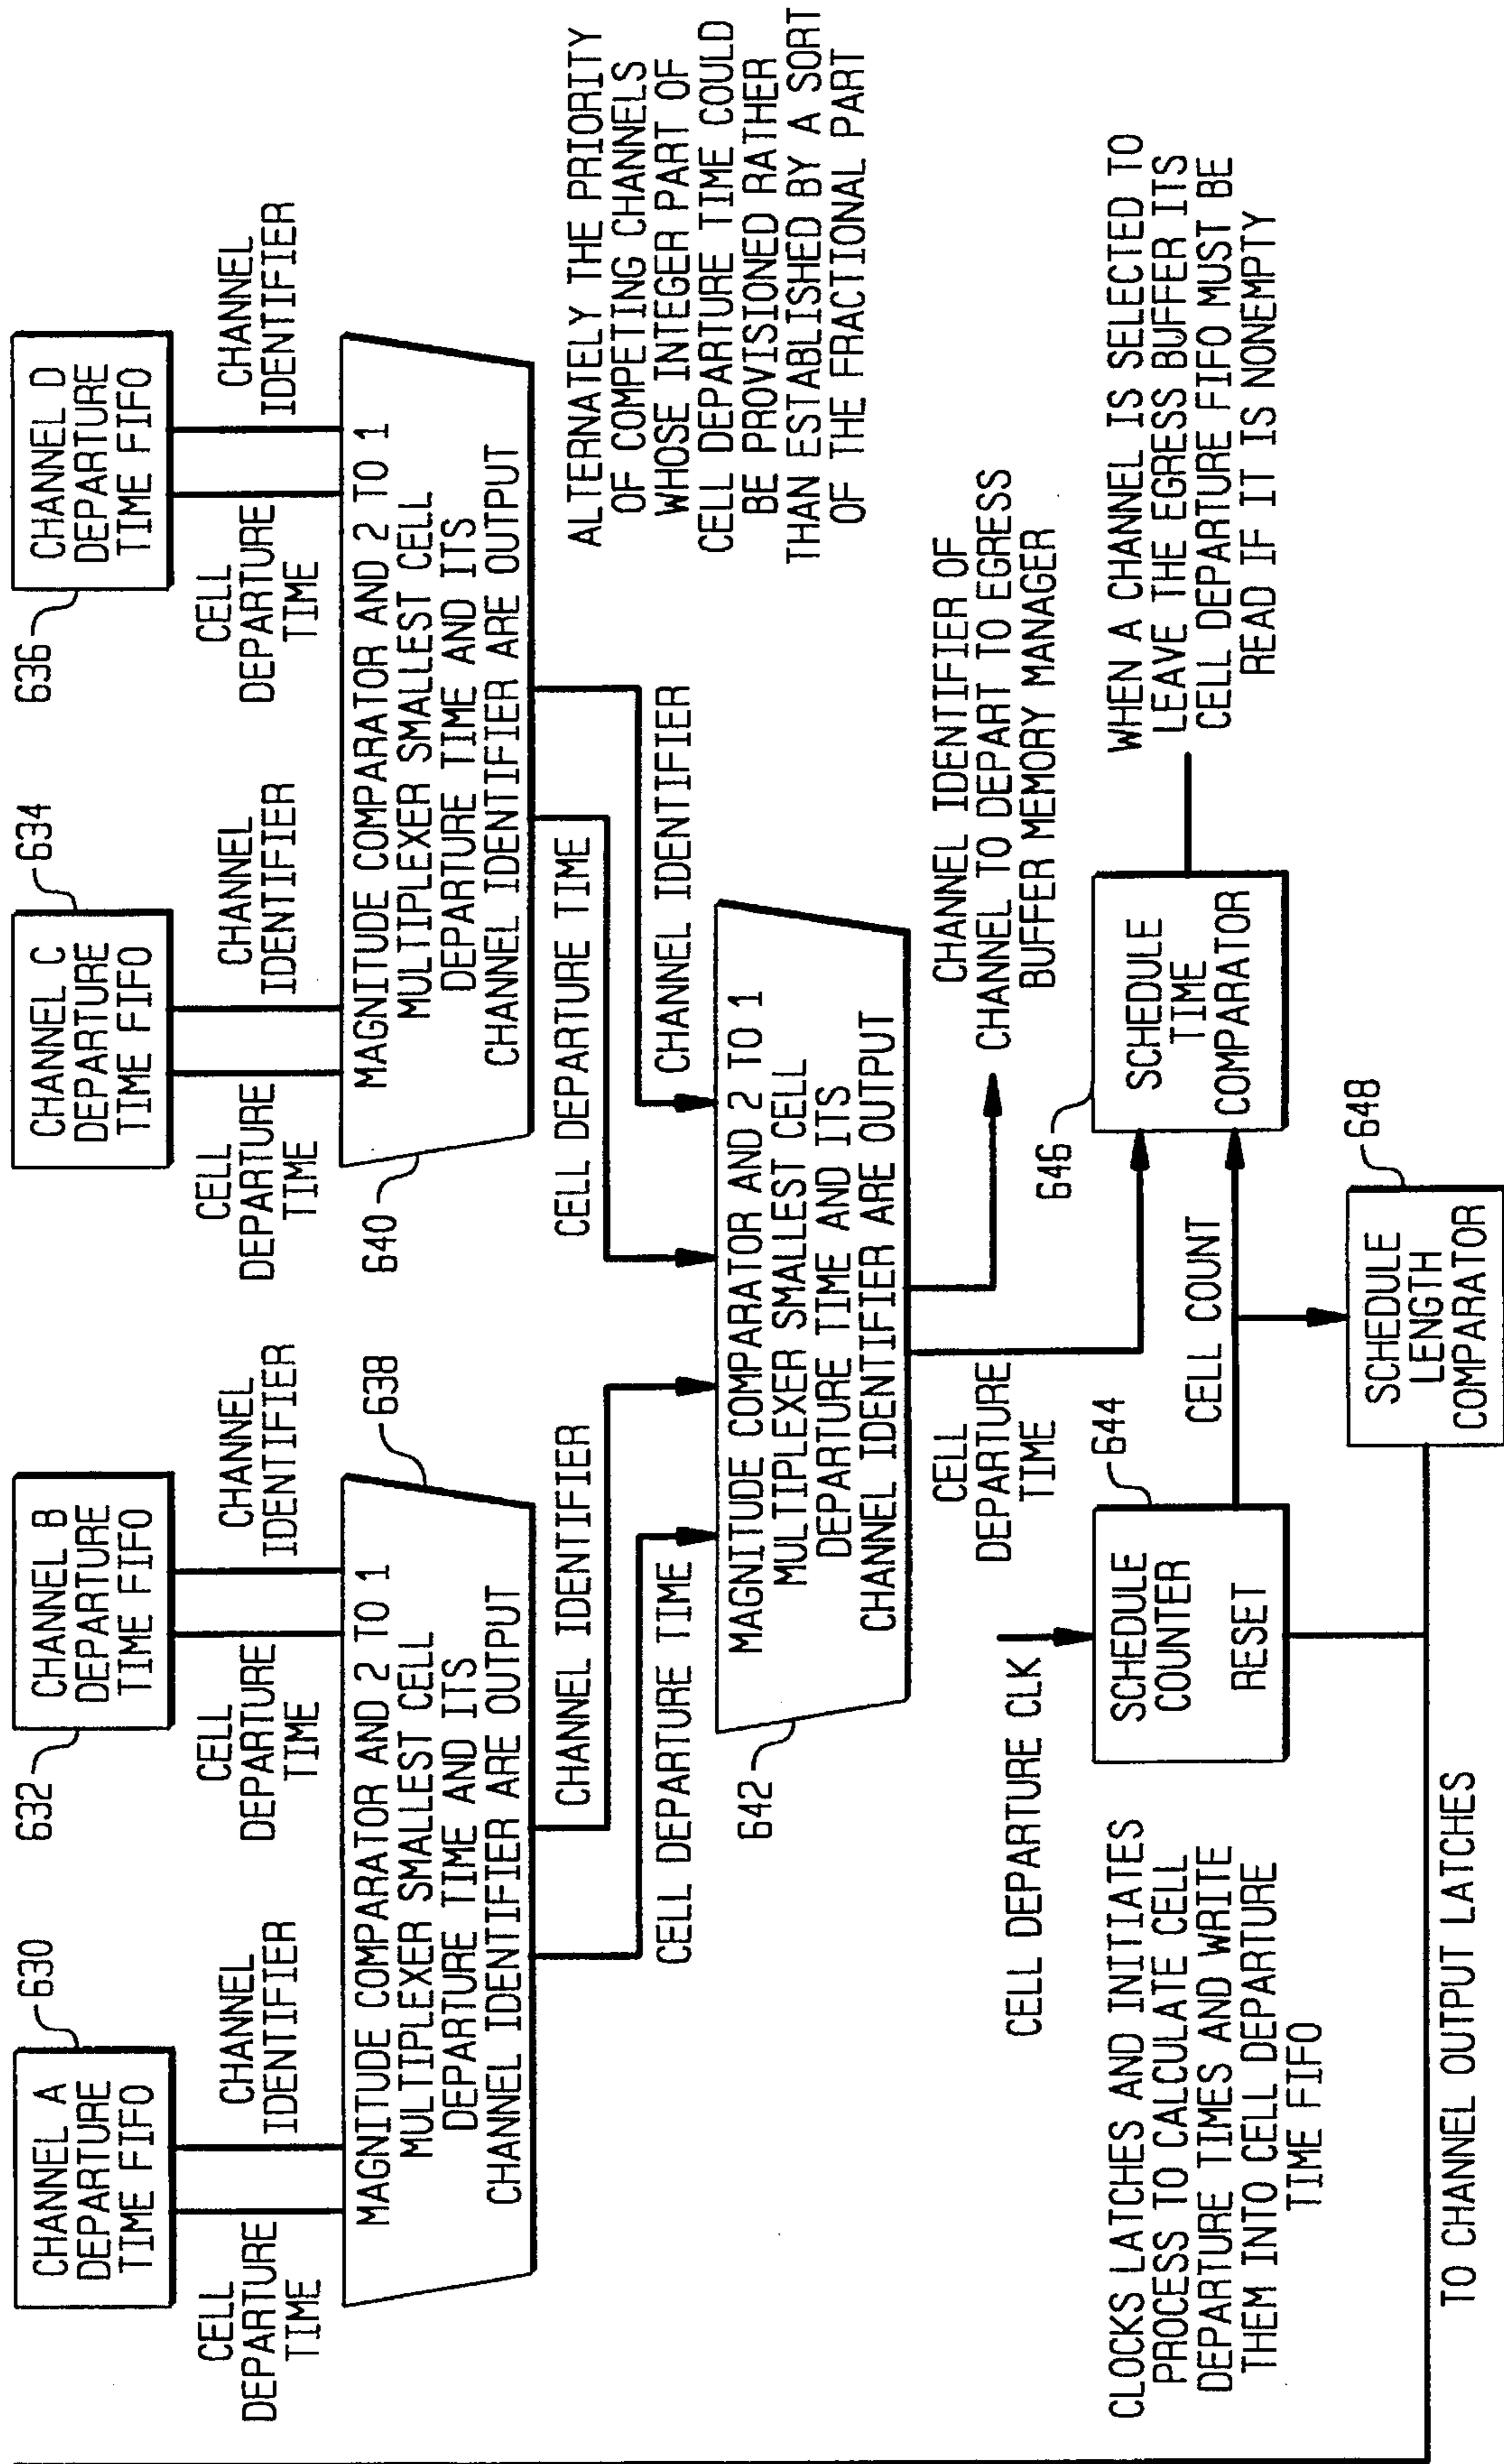 630
CHANNEL A
DEPARTURE
TIME FIFO
632
CHANNEL B
DEPARTURE
TIME FIFO
634
CHANNEL C
DEPARTURE
TIME FIFO
636
CHANNEL D
DEPARTURE
TIME FIFO
CELL
DEPARTURE
TIME
CHANNEL
IDENTIFIER
CELL
DEPARTURE
TIME
CHANNEL
IDENTIFIER
CELL
DEPARTURE
TIME
CHANNEL
IDENTIFIER
CELL
DEPARTURE
TIME
CHANNEL
IDENTIFIER
MAGNITUDE COMPARATOR AND 2 TO 1
MULTIPLEXER SMALLEST CELL
DEPARTURE TIME AND ITS
CHANNEL IDENTIFIER ARE OUTPUT
638
640
MAGNITUDE COMPARATOR AND 2 TO 1
MULTIPLEXER SMALLEST CELL
DEPARTURE TIME AND ITS
CHANNEL IDENTIFIER ARE OUTPUT
CHANNEL IDENTIFIER
CELL DEPARTURE TIME
CELL DEPARTURE TIME
CHANNEL IDENTIFIER
ALTERNATELY THE PRIORITY
OF COMPETING CHANNELS
WHOSE INTEGER PART OF
CELL DEPARTURE TIME COULD
BE PROVISIONED RATHER
THAN ESTABLISHED BY A SORT
OF THE FRACTIONAL PART
642
MAGNITUDE COMPARATOR AND 2 TO 1
MULTIPLEXER SMALLEST CELL
DEPARTURE TIME AND ITS
CHANNEL IDENTIFIER ARE OUTPUT
CHANNEL IDENTIFIER OF
CHANNEL TO DEPART TO EGRESS
BUFFER MEMORY MANAGER
CELL
DEPARTURE
TIME
CELL DEPARTURE CLK
644
SCHEDULE
COUNTER
RESET
CELL COUNT
646
SCHEDULE
TIME
COMPARATOR
WHEN A CHANNEL IS SELECTED TO
LEAVE THE EGRESS BUFFER ITS
CELL DEPARTURE FIFO MUST BE
READ IF IT IS NONEMPTY
CLOCKS LATCHES AND INITIATES
PROCESS TO CALCULATE CELL
DEPARTURE TIMES AND WRITE
THEM INTO CELL DEPARTURE
TIME FIFO
648
SCHEDULE
LENGTH
COMPARATOR
TO CHANNEL OUTPUT LATCHES